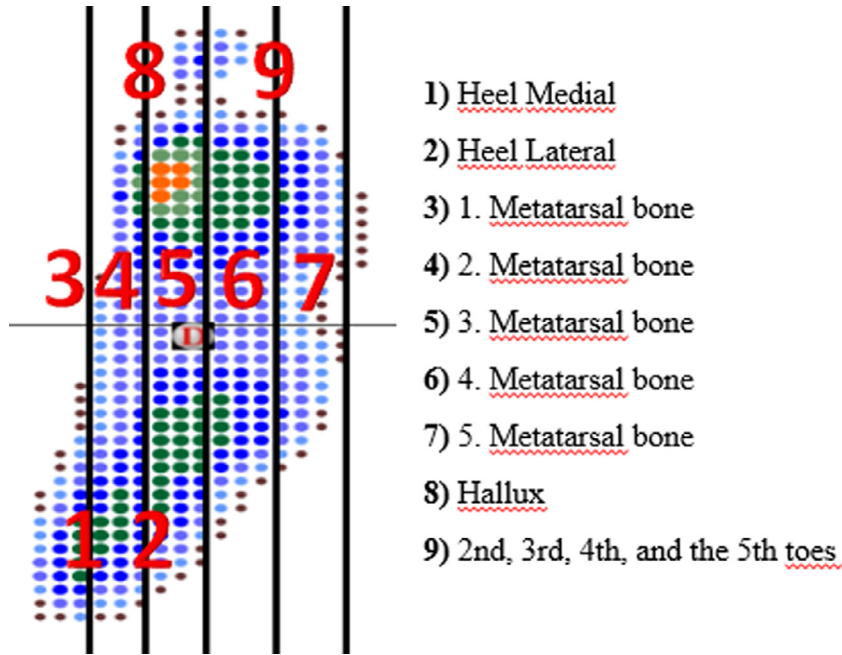 8 9
3 4 5 6 7
D
1 2
1) Heel Medial
2) Heel Lateral
3) 1. Metatarsal bone
4) 2. Metatarsal bone
5) 3. Metatarsal bone
6) 4. Metatarsal bone
7) 5. Metatarsal bone
8) Hallux
9) 2nd, 3rd, 4th, and the 5th toes